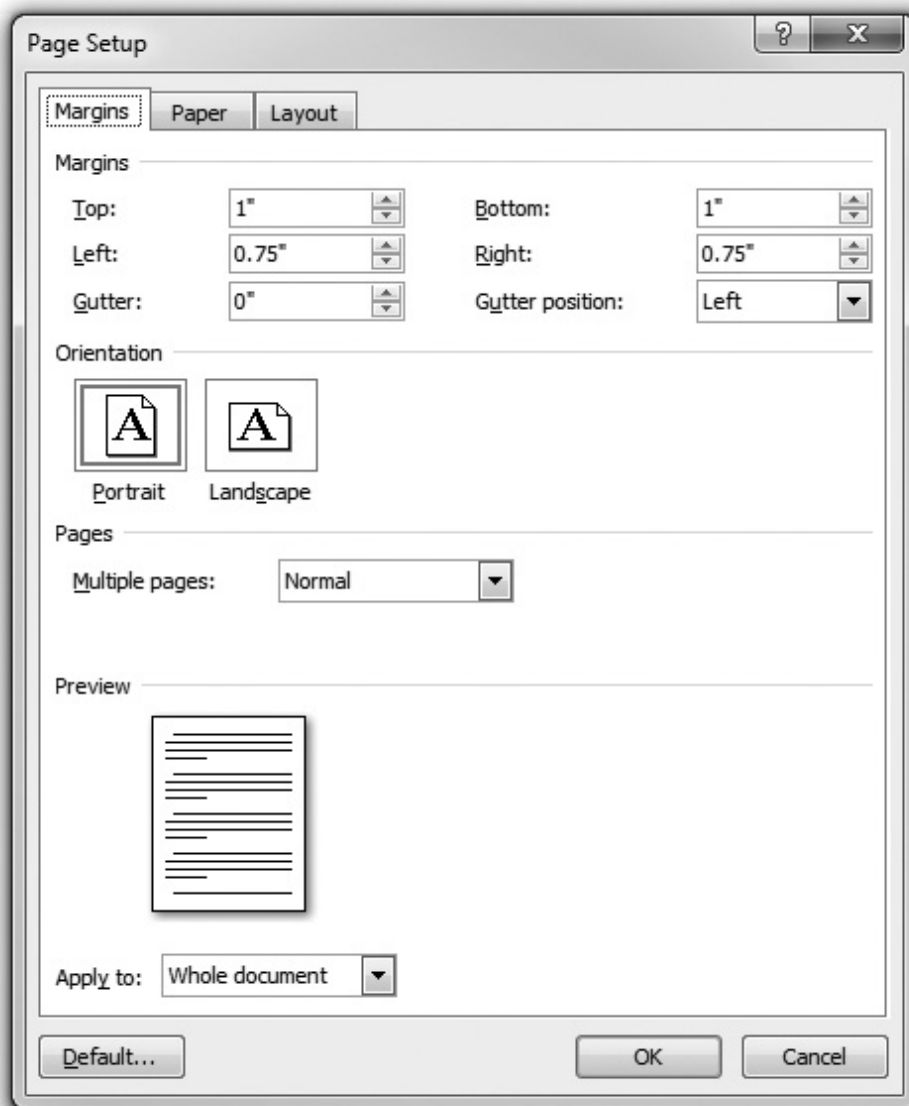 Page Setup
Margins Paper Layout
Margins
Top: 1" Bottom: 1"
Left: 0.75" Right: 0.75"
Gutter: 0" Gutter position: Left
Orientation
A A
Portrait Landscape
Pages
Multiple pages: Normal
Preview
Apply to: Whole document
Default... OK Cancel